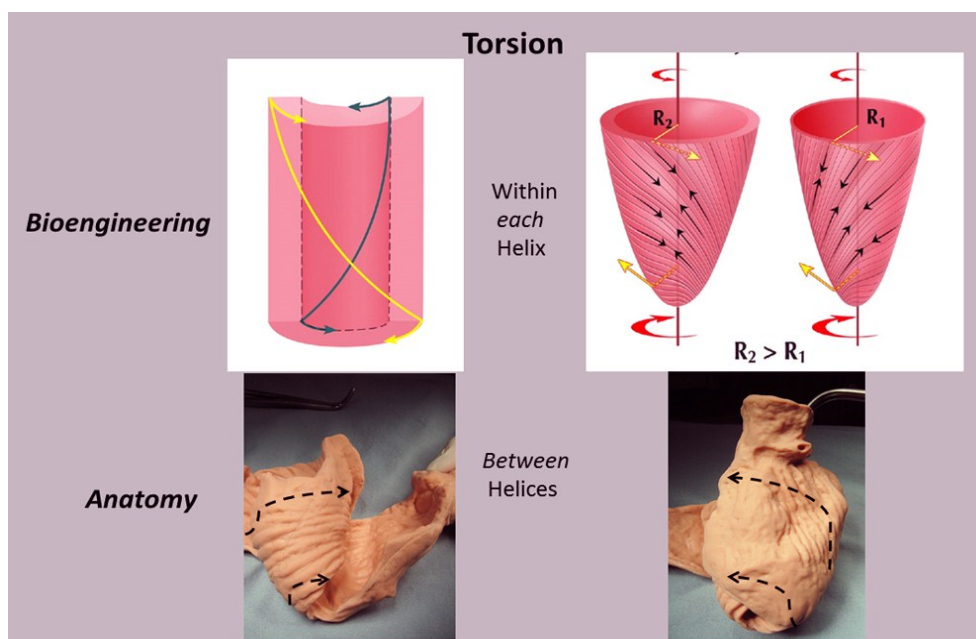 Torsion
Bioengineering
Within
each
Helix
R₂
R₁
R₂ > R₁
Anatomy
Between
Helices